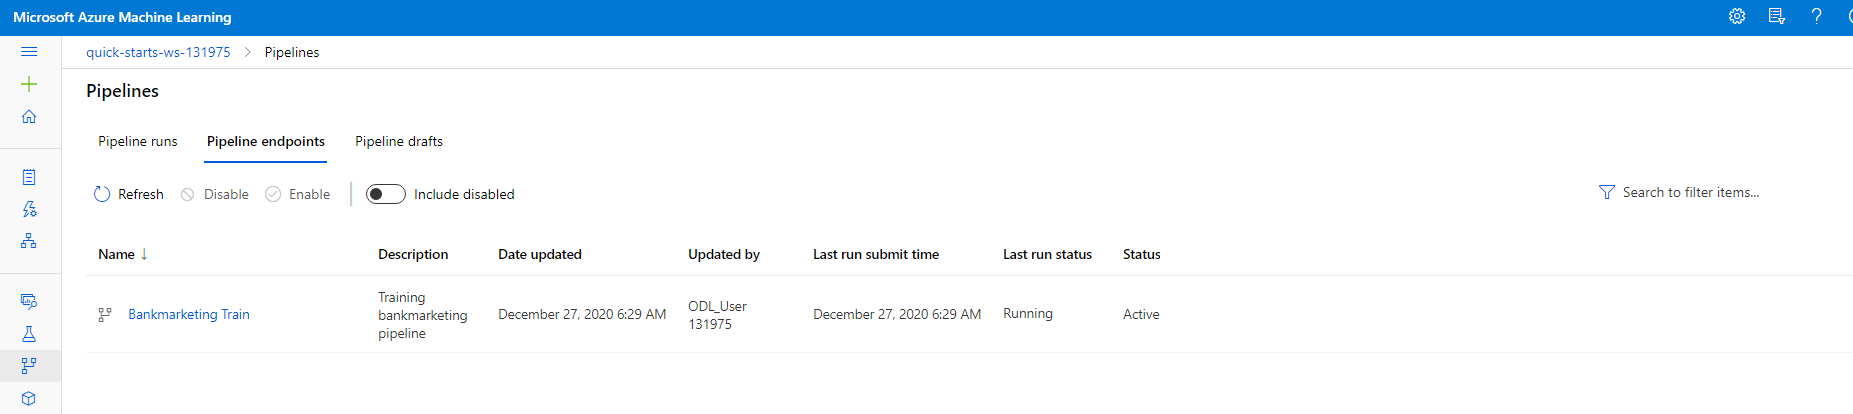 Microsoft Azure Machine Learning
quick-starts-ws-131975 > Pipelines
Pipelines
Pipeline runs Pipeline endpoints Pipeline drafts
Refresh Disable Enable Include disabled Search to filter items...
Name ↓ Description Date updated Updated by Last run submit time Last run status Status
Bankmarketing Train Training bankmarketing pipeline December 27, 2020 6:29 AM ODL_User 131975 December 27, 2020 6:29 AM Running Active